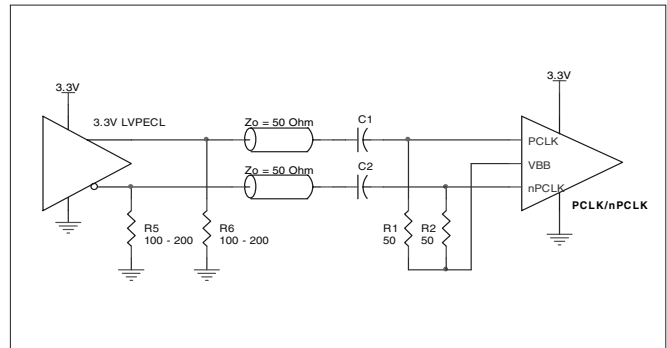 3.3V
3.3V
3.3V LVPECL
Zo = 50 Ohm
C1
PCLK
Zo = 50 Ohm
C2
VBB
nPCLK
PCLK/nPCLK
R5
100 - 200
R6
100 - 200
R1
50
R2
50